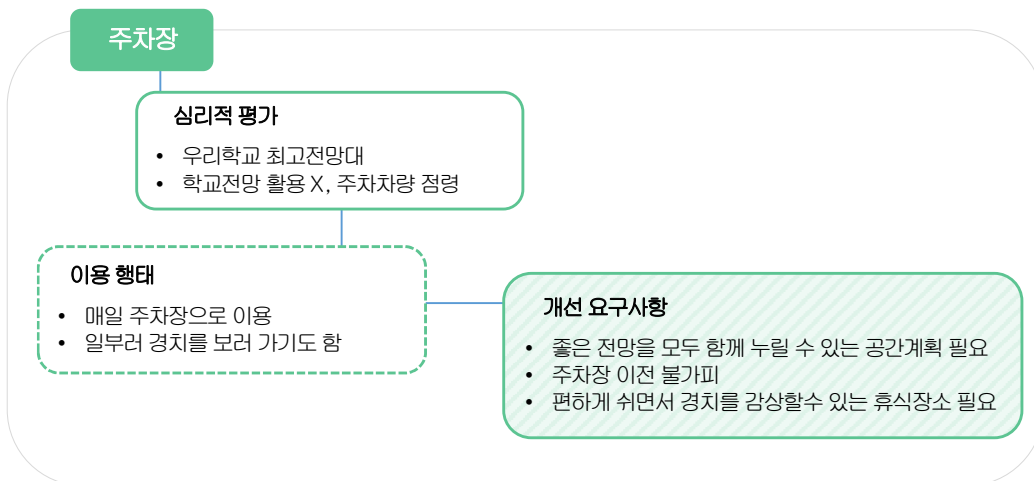 주차장
심리적 평가
• 우리학교 최고전망대
• 학교전망 활용 X, 주차차량 점령
이용 행태
• 매일 주차장으로 이용
• 일부러 경치를 보러 가기도 함
개선 요구사항
• 좋은 전망을 모두 함께 누릴 수 있는 공간계획 필요
• 주차장 이전 불가피
• 편하게 쉬면서 경치를 감상할수 있는 휴식장소 필요